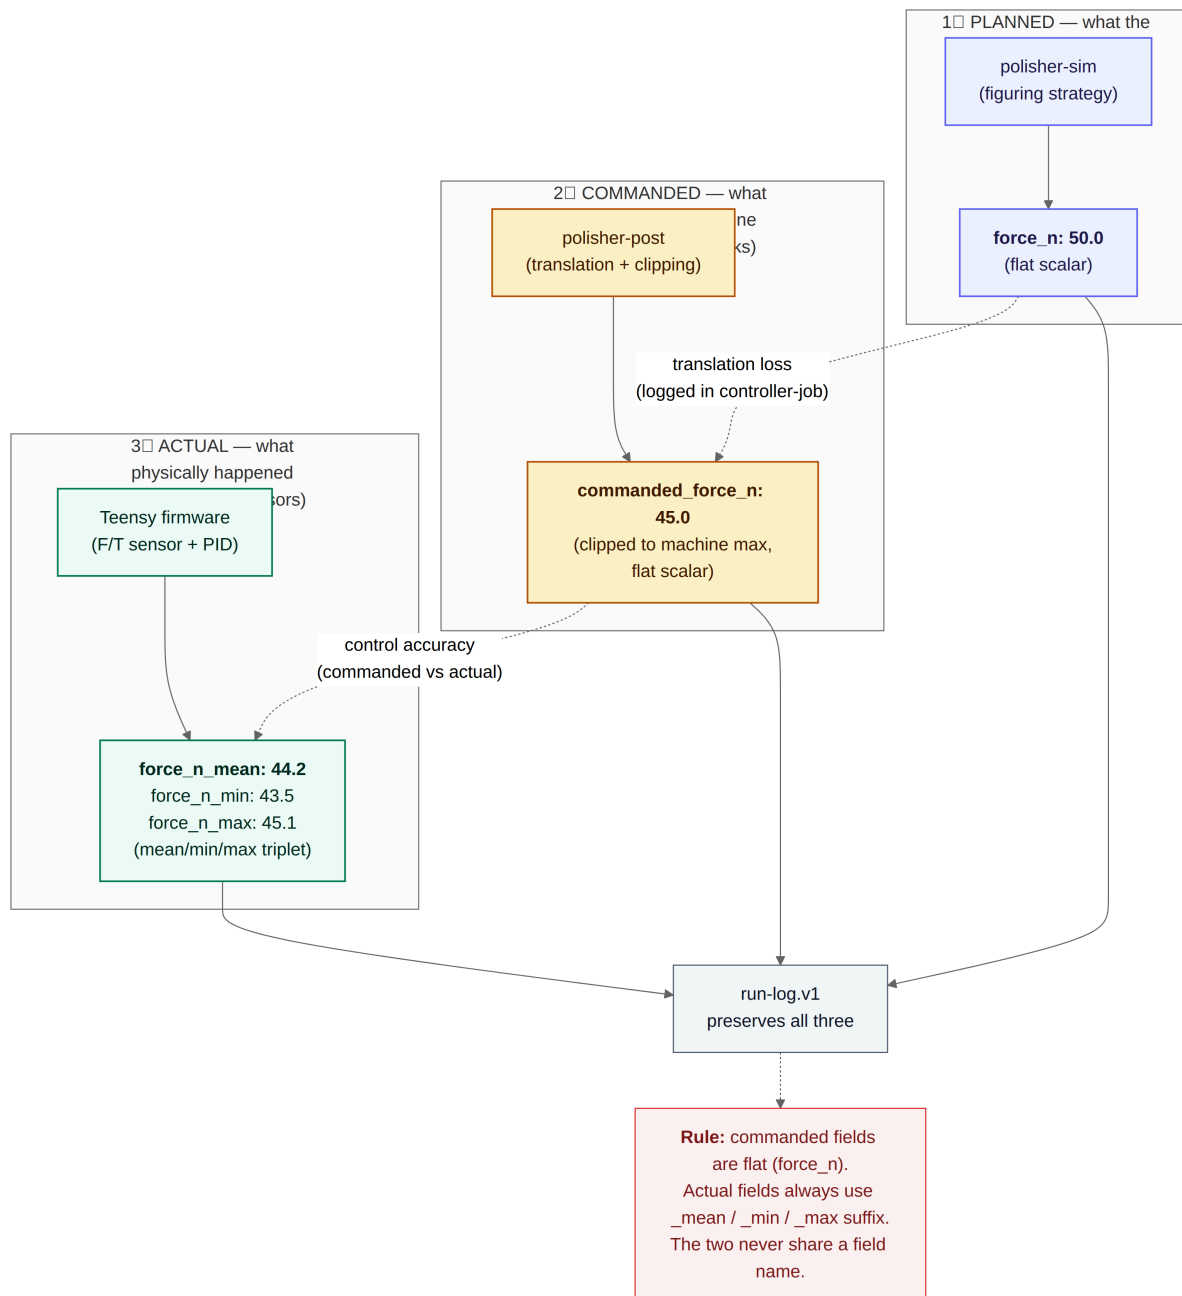 1 PLANNED — what the
polisher-sim
(figuring strategy)
force_n: 50.0
(flat scalar)
2 COMMANDED — what
ne
ks)
polisher-post
(translation + clipping)
translation loss
(logged in controller-job)
commanded_force_n:
45.0
(clipped to machine max,
flat scalar)
3 ACTUAL — what
physically happened
sors)
Teensy firmware
(F/T sensor + PID)
control accuracy
(commanded vs actual)
force_n_mean: 44.2
force_n_min: 43.5
force_n_max: 45.1
(mean/min/max triplet)
run-log.v1
preserves all three
Rule: commanded fields
are flat (force_n).
Actual fields always use
_mean / _min / _max suffix.
The two never share a field
name.